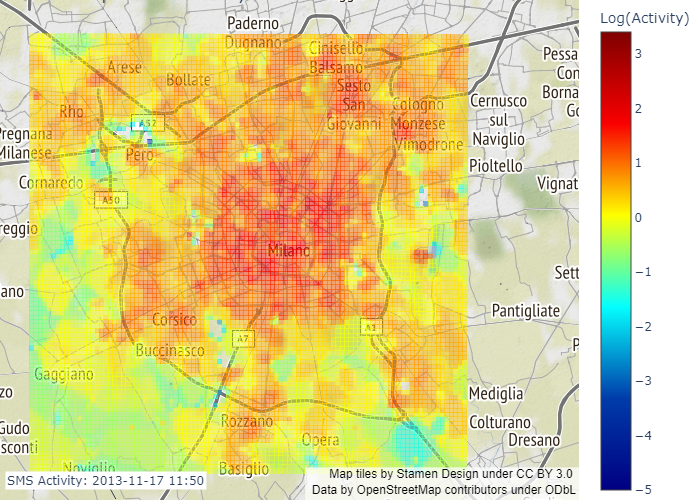 Log(Activity)
3
2
1
0
−1
−2
−3
−4
−5
Paderno
Dugnano
Cinisello
Balsamo
Arese
Bollate
Sesto
San
Giovanni
Pessa
Con
Borna
Go
Rho
A52
Cologno
Monzese
Cernusco
sul
Naviglio
Pregnana
Milanese
Pero
Vimodrone
Pioltello
Cornaredo
Vignat
A50
reggio
Milano
Sett
ano
Pantigliate
Corsico
A7
A1
Buccinasco
P
Gaggiano
zo
Mediglia
Rozzano
Colturano
Gudo
sconti
Opera
Dresano
Noviglio
Basiglio
SMS Activity: 2013-11-17 11:50
Map tiles by Stamen Design under CC BY 3.0
Data by OpenStreetMap contributors under ODbL